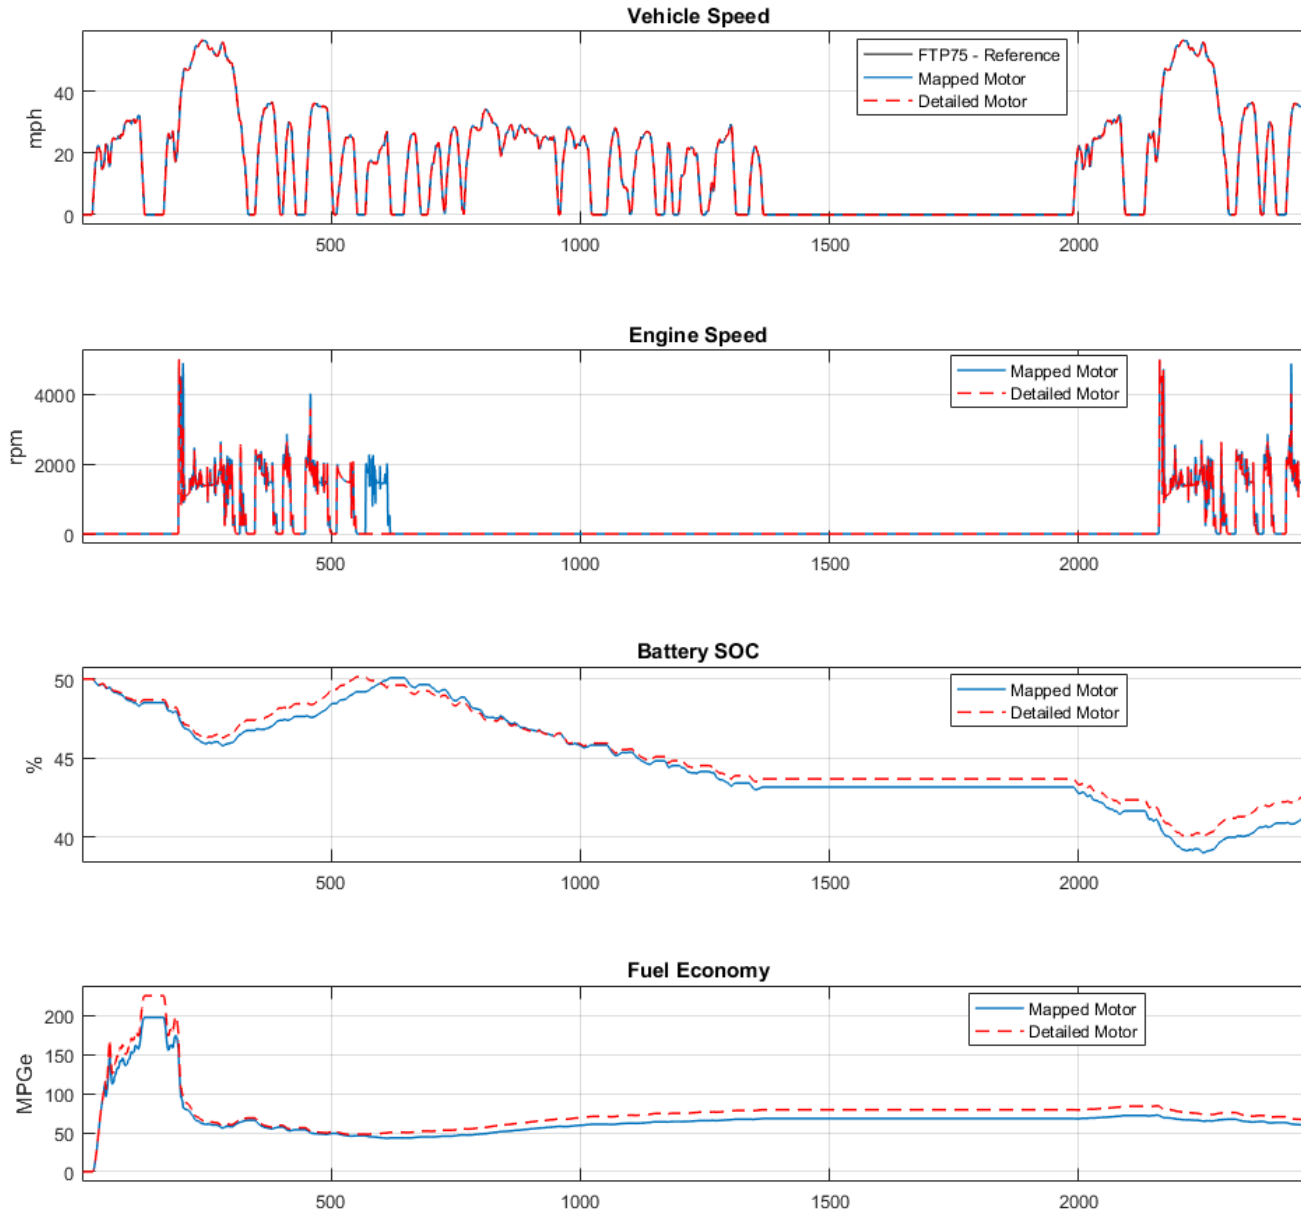 Vehicle Speed
mph
40
20
0
FTP75 - Reference
Mapped Motor
Detailed Motor
500
1000
1500
2000
Engine Speed
rpm
4000
2000
0
Mapped Motor
Detailed Motor
500
1000
1500
2000
Battery SOC
%
50
45
40
Mapped Motor
Detailed Motor
500
1000
1500
2000
Fuel Economy
MPGe
200
150
100
50
0
Mapped Motor
Detailed Motor
500
1000
1500
2000